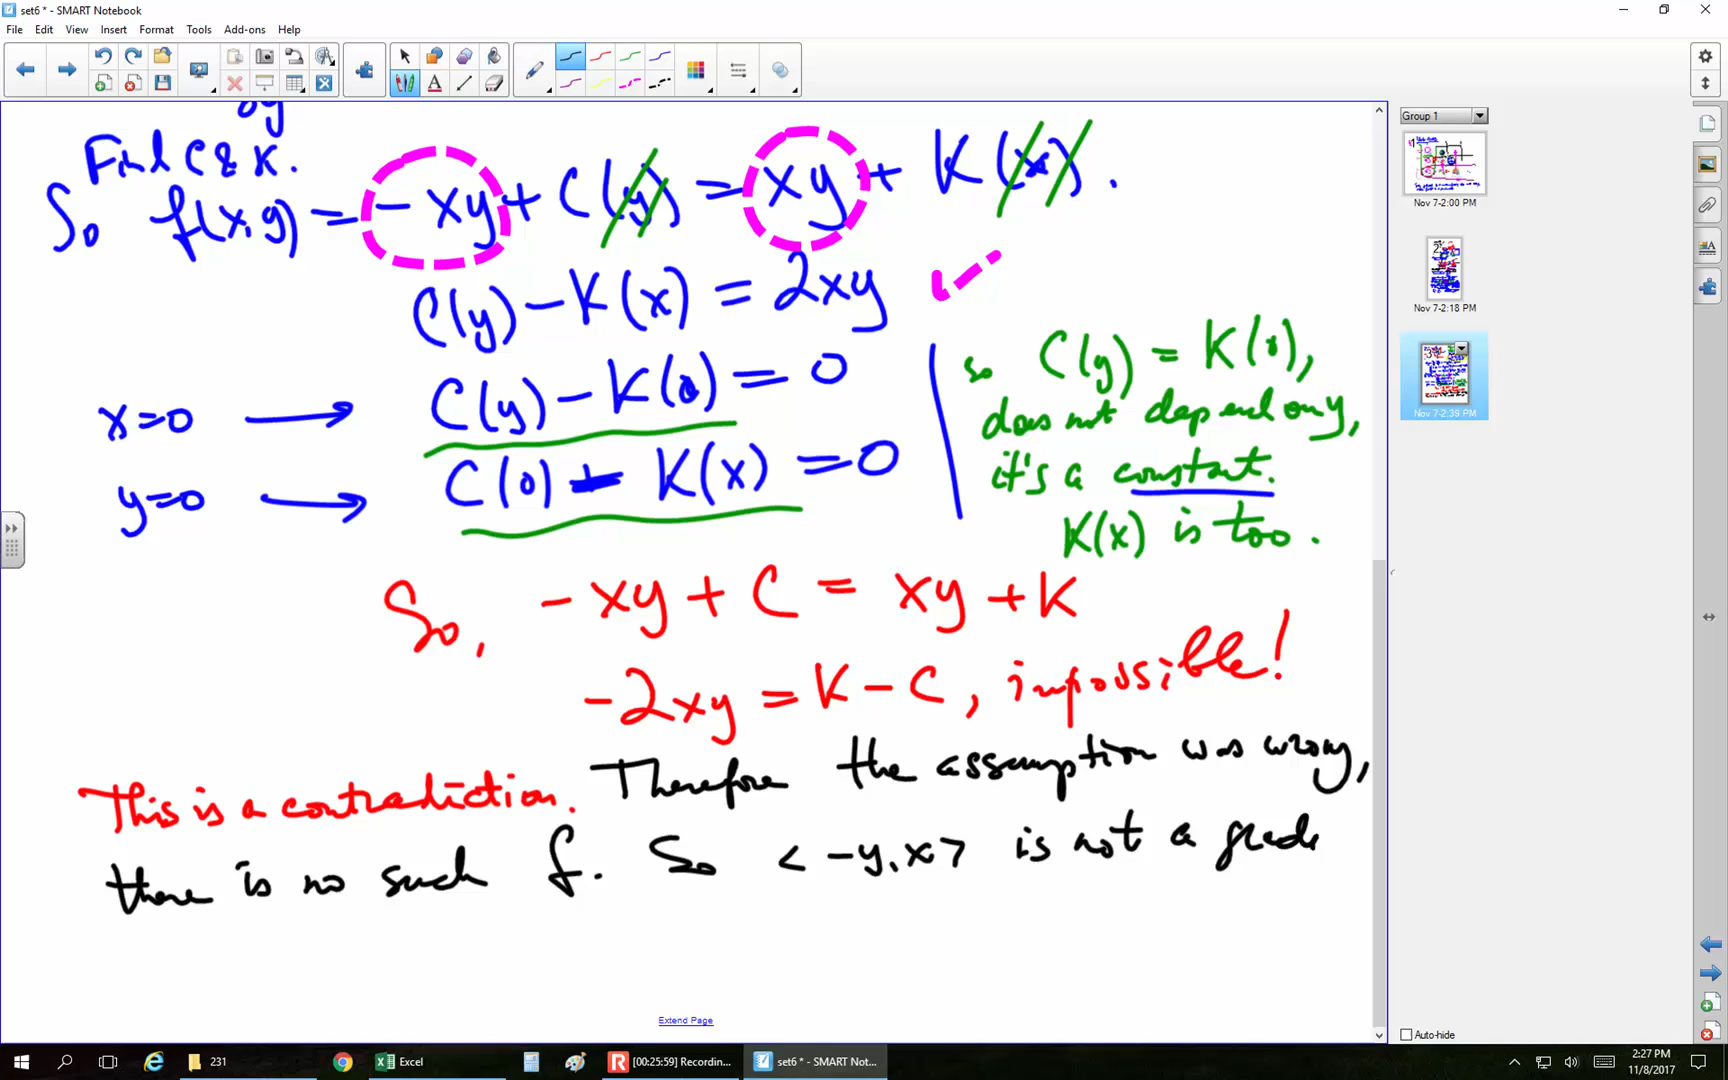 set6 * - SMART Notebook
File Edit View Insert Format Tools Add-ons Help
Find C & K.
So f(x,y) = -xy + C(y) = xy + K(x).
C(y) - K(x) = 2xy
x=0 → C(y) - K(0) = 0
y=0 → C(0) - K(x) = 0
so C(y) = K(0),
does not depend on y,
it's a constant.
K(x) is too.
So, -xy + C = xy + K
-2xy = K - C, impossible!
This is a contradiction. Therefore the assumption was wrong,
there is no such f. So < -y, x > is not a grade
Extend Page
Group 1
Nov 7-2:00 PM
Nov 7-2:18 PM
Nov 7-2:39 PM
Auto-hide
231
Excel
[00:25:59] Recordin...
set6 * - SMART Not...
2:27 PM
11/8/2017